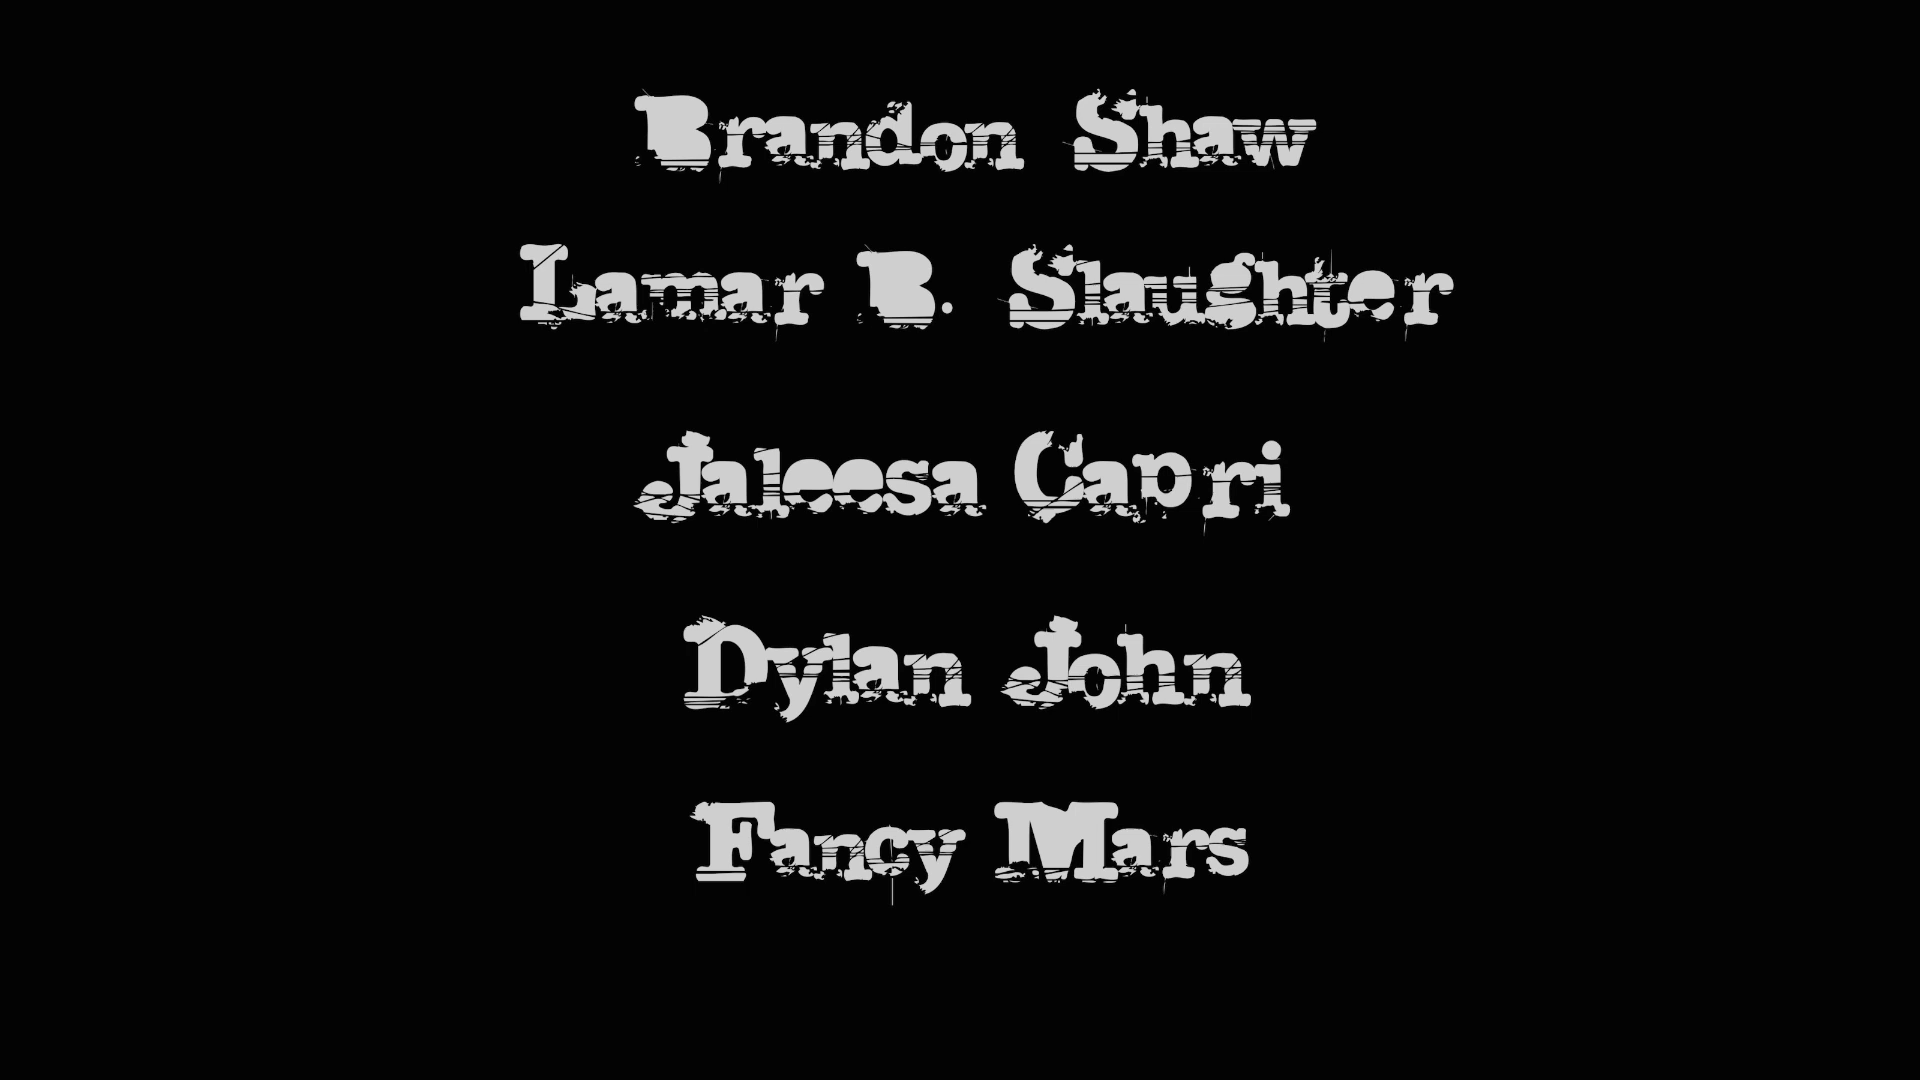 Brandon Shaw
Lamar B. Slaughter
Jaleesa Capri
Dylan John
Fancy Mars